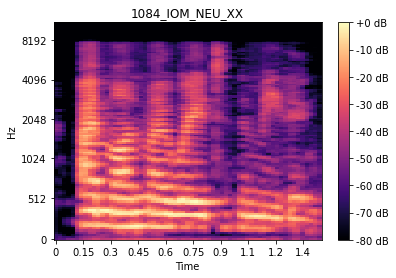 1084_IOM_NEU_XX
Hz
8192
4096
2048
1024
512
0
0 0.15 0.3 0.45 0.6 0.75 0.9 1.1 1.2 1.4
Time
+0 dB
-10 dB
-20 dB
-30 dB
-40 dB
-50 dB
-60 dB
-70 dB
-80 dB